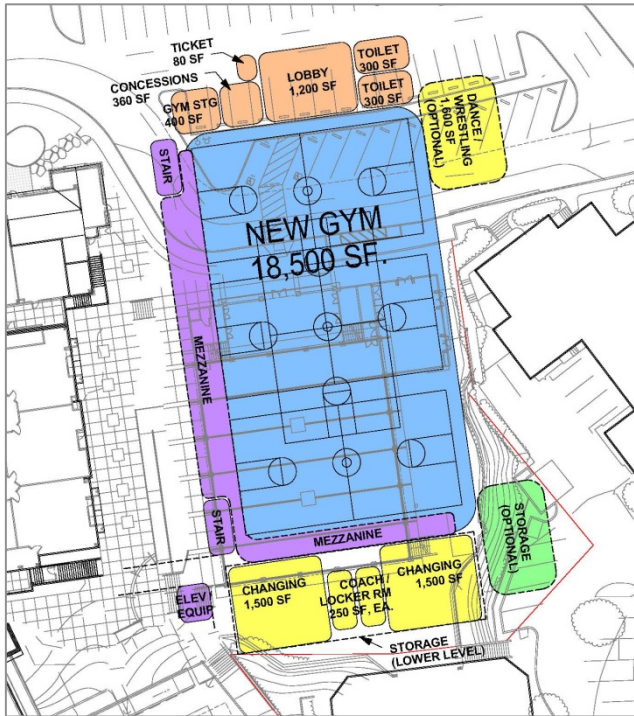 TICKET
80 SF
CONCESSIONS
360 SF
LOBBY
1,200 SF
TOILET
300 SF
TOILET
300 SF
GYM STG
400 SF
DANCE /
WRESTLING
1,600 SF
(OPTIONAL)
STAIR
NEW GYM
18,500 SF.
MEZZANINE
STAIR
MEZZANINE
STORAGE
(OPTIONAL)
ELEV /
EQUIP
CHANGING
1,500 SF
COACH /
LOCKER RM
250 SF, EA.
CHANGING
1,500 SF
STORAGE
(LOWER LEVEL)